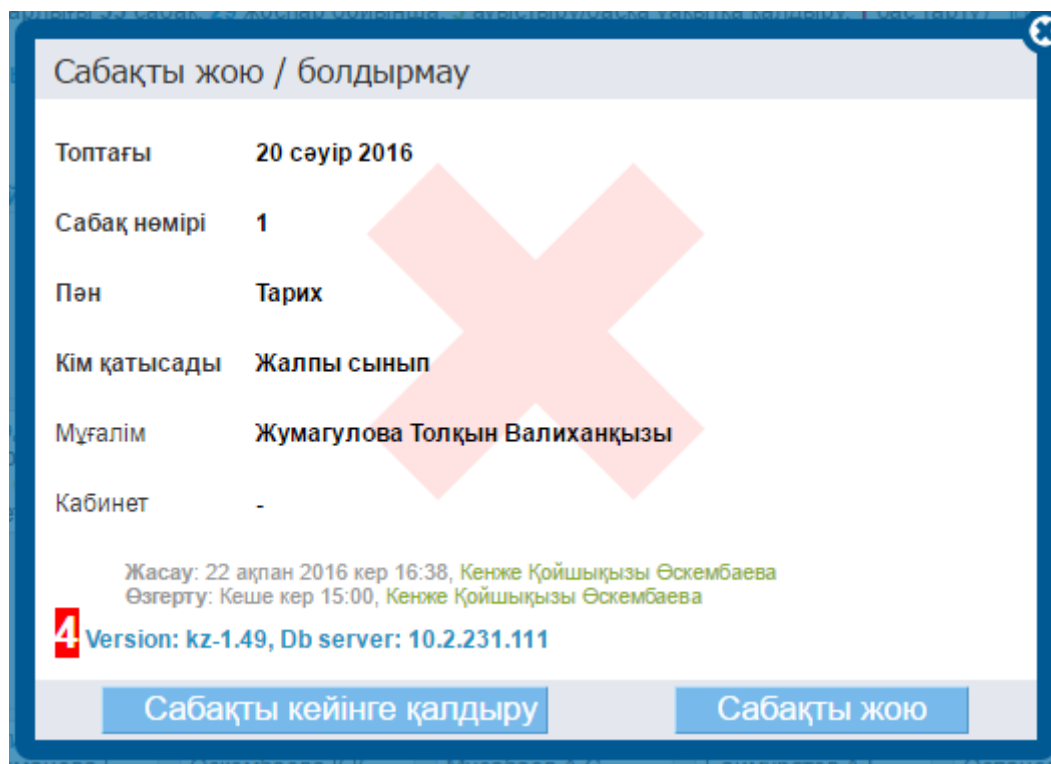 Сабақты жою / болдырмау
Топтағы 20 сәуір 2016
Сабақ нөмірі 1
Пән Тарих
Кім қатысады Жалпы сынып
Мұғалім Жумагулова Толқын Валиханқызы
Кабинет -
Жасау: 22 ақпан 2016 кер 16:38, Кенже Қойшықызы Өскембаева
Өзгерту: Кеше кер 15:00, Кенже Қойшықызы Өскембаева
4 Version: kz-1.49, Db server: 10.2.231.111
Сабақты кейінге қалдыру Сабақты жою